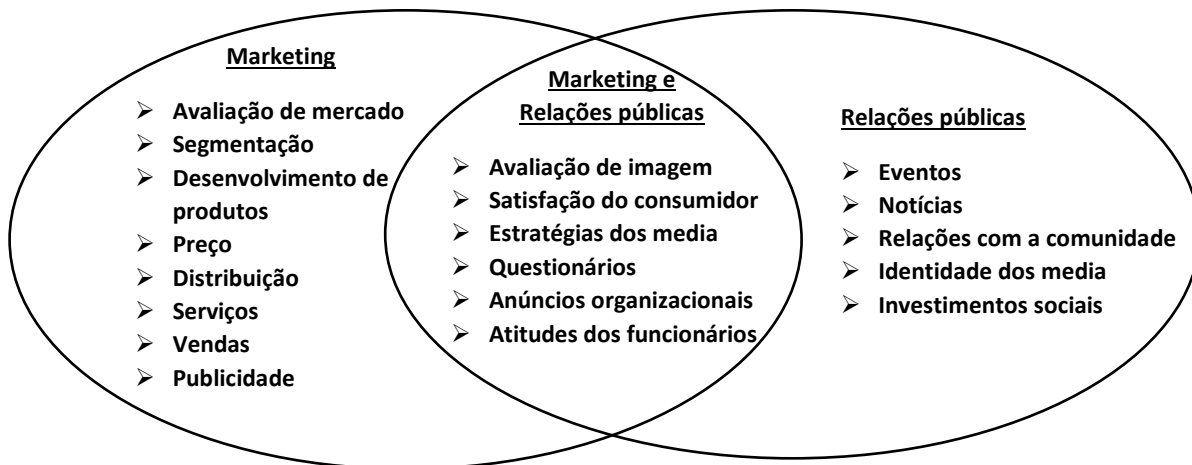 Marketing
➢ Avaliação de mercado
➢ Segmentação
➢ Desenvolvimento de
produtos
➢ Preço
➢ Distribuição
➢ Serviços
➢ Vendas
➢ Publicidade
Marketing e
Relações públicas
➢ Avaliação de imagem
➢ Satisfação do consumidor
➢ Estratégias dos media
➢ Questionários
➢ Anúncios organizacionais
➢ Atitudes dos funcionários
Relações públicas
➢ Eventos
➢ Notícias
➢ Relações com a comunidade
➢ Identidade dos media
➢ Investimentos sociais